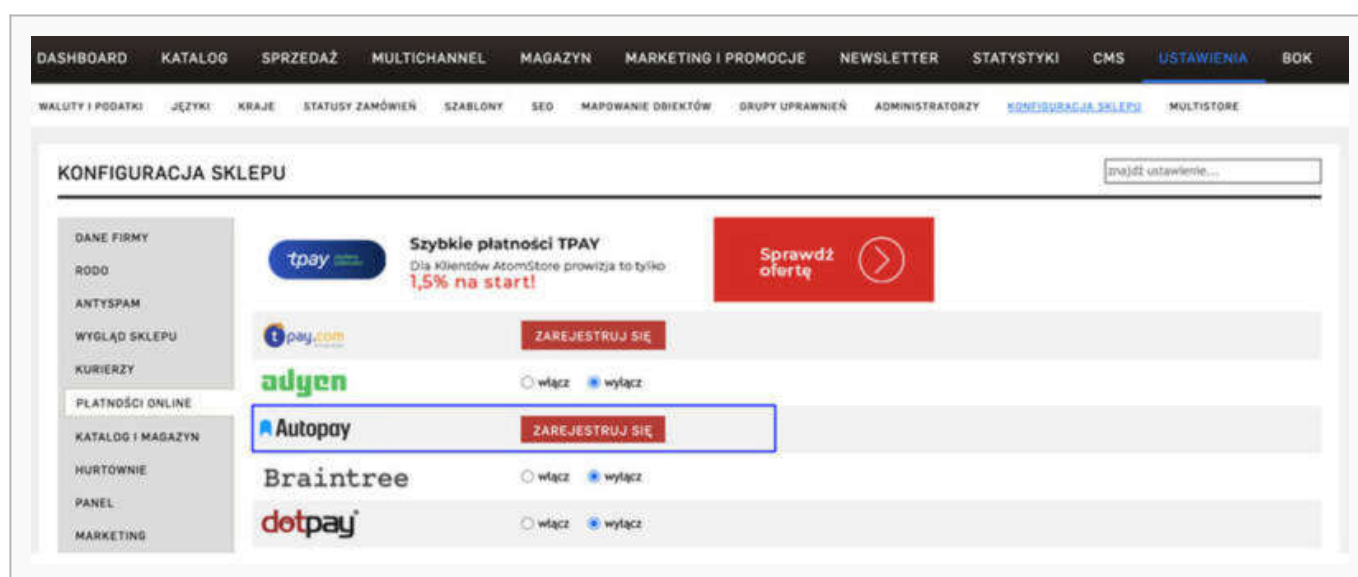 DASHBOARD KATALOG SPRZEDAŻ MULTICHANNEL MAGAZYN MARKETING I PROMOCJE NEWSLETTER STATYSTYKI CMS USTAWIENIA BOK
WALUTY I PODATKI JĘZYKI KRAJE STATUSY ZAMÓWIEŃ SZABLONY SEO MAPOWANIE OBIEKTÓW GRUPY UPRAWNIEŃ ADMINISTRATORZY KONFIGURACJA SKLEPU MULTISTORE
KONFIGURACJA SKLEPU znajdź ustawienie...
DANE FIRMY
RODO
ANTYSPAM
WYGLĄD SKLEPU
KURIERZY
PŁATNOŚCI ONLINE
KATALOG I MAGAZYN
HURTOWNIE
PANEL
MARKETING
tpay
Szybkie płatności TPAY
Dla Klientów AtomStore prowizja to tylko
1,5% na start!
Sprawdź
ofertę
tpay.com ZAREJESTRUJ SIĘ
adyen włącz wyłącz
Autopay ZAREJESTRUJ SIĘ
Braintree włącz wyłącz
dotpay włącz wyłącz